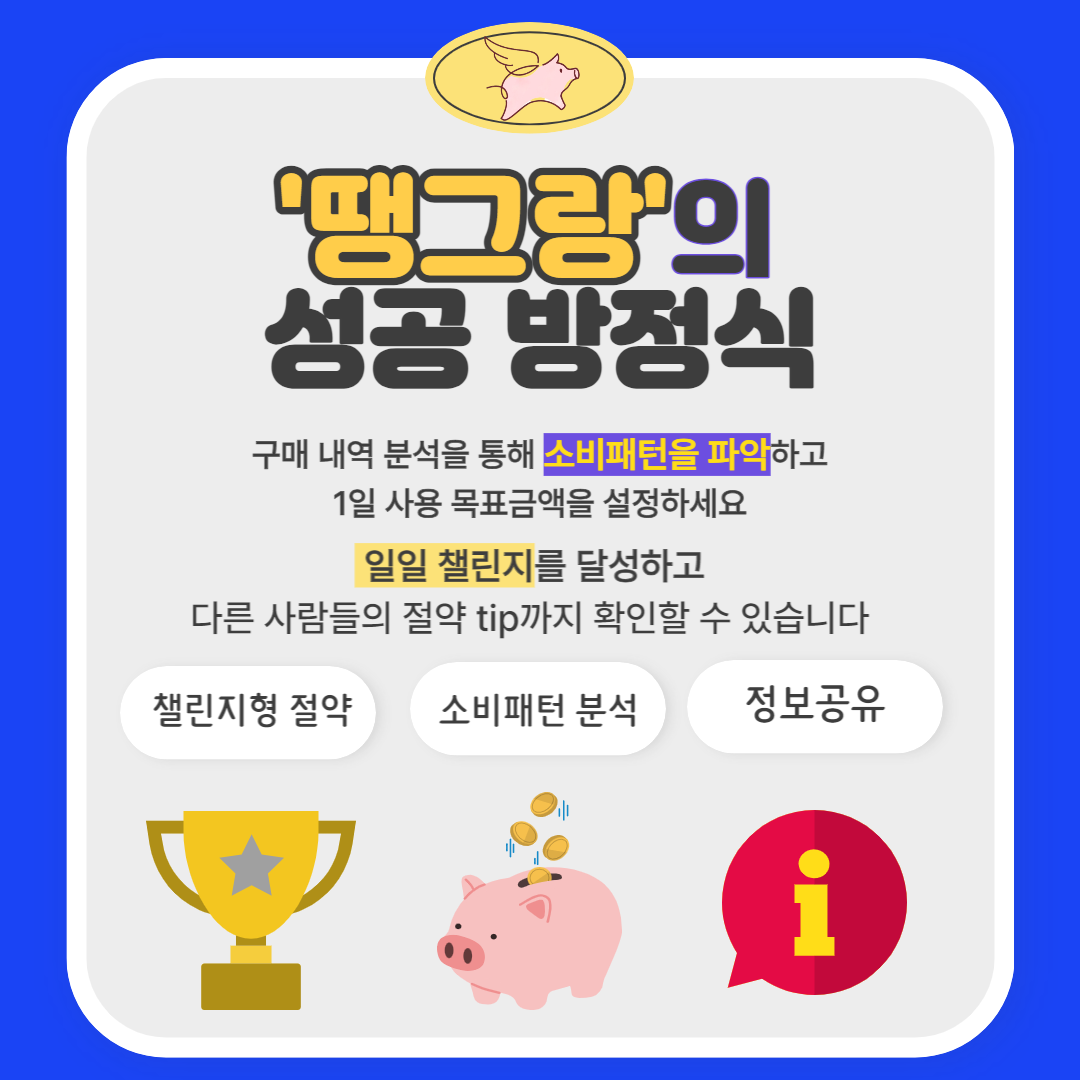 '땡그랑'의
성공 방정식
구매 내역 분석을 통해 소비패턴을 파악하고
1일 사용 목표금액을 설정하세요
일일 챌린지를 달성하고
다른 사람들의 절약 tip까지 확인할 수 있습니다
챌린지형 절약
소비패턴 분석
정보공유
i